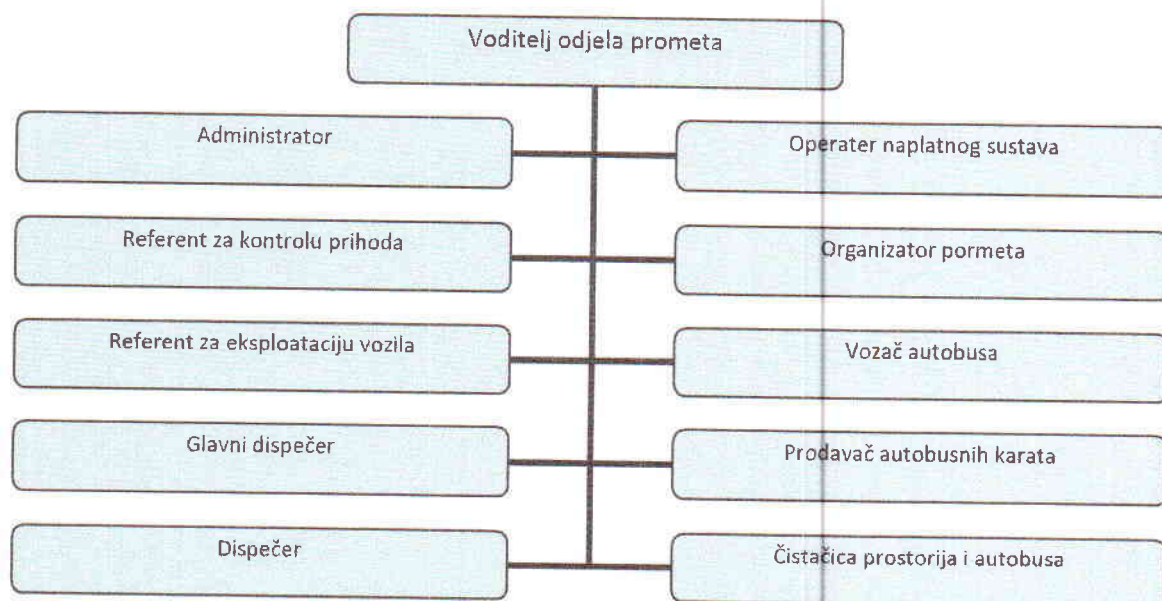 Voditelj odjela prometa
Administrator
Operater naplatnog sustava
Referent za kontrolu prihoda
Organizator pormeta
Referent za eksploataciju vozila
Vozač autobusa
Glavni dispečer
Prodavač autobusnih karata
Dispečer
Čistačica prostorija i autobusa